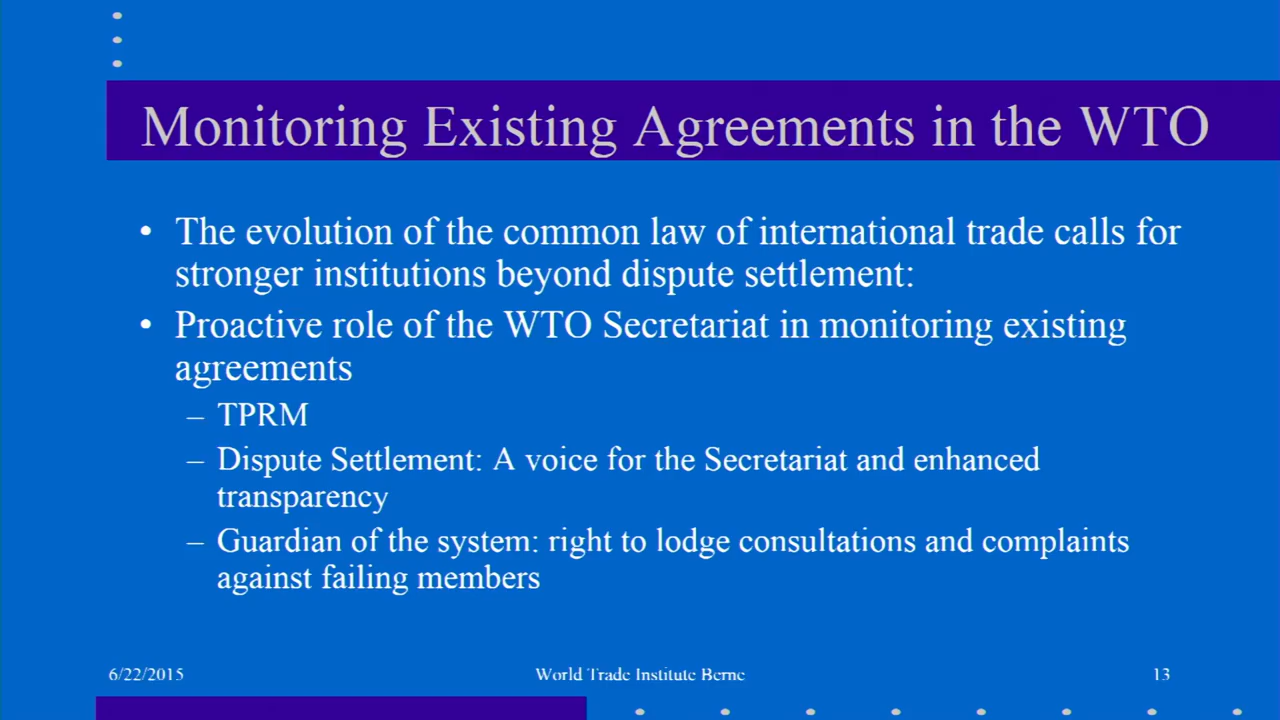 Monitoring Existing Agreements in the WTO
• The evolution of the common law of international trade calls for
stronger institutions beyond dispute settlement:
• Proactive role of the WTO Secretariat in monitoring existing
agreements
– TPRM
– Dispute Settlement: A voice for the Secretariat and enhanced
transparency
– Guardian of the system: right to lodge consultations and complaints
against failing members
6/22/2015
World Trade Institute Berne
13